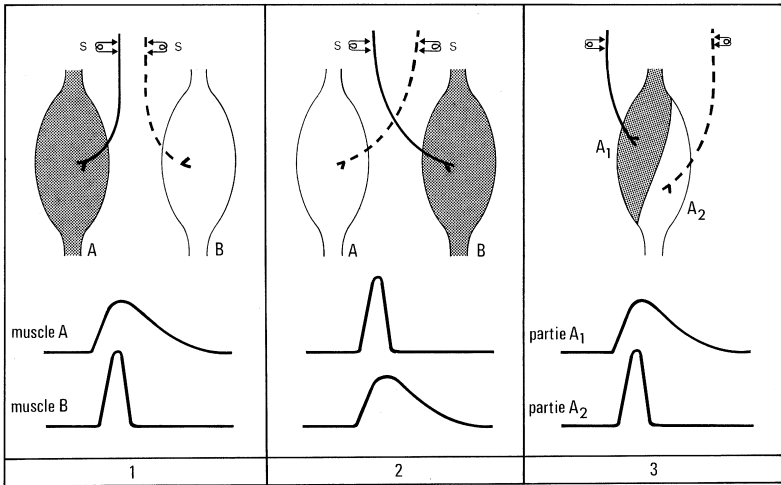 S S
A B
muscle A
muscle B
1
S S
A B
2
A1
A2
partie A1
partie A2
3